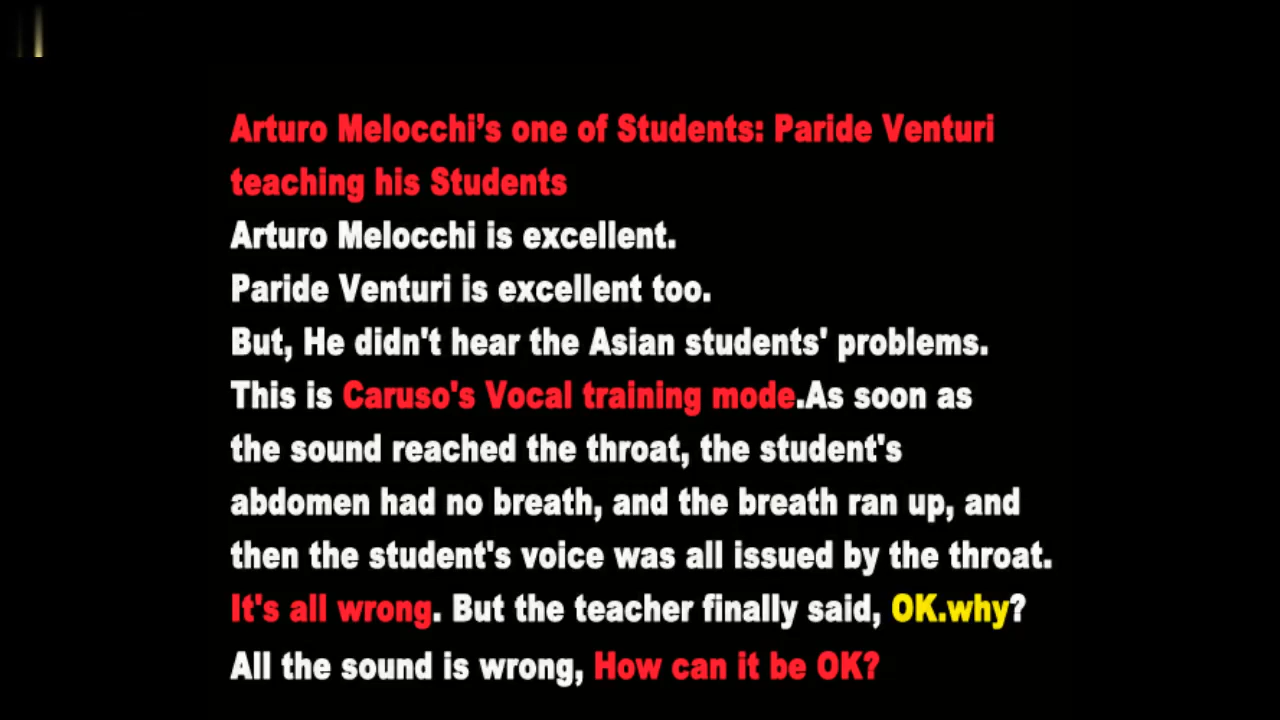 Arturo Melocchi’s one of Students: Paride Venturi
teaching his Students
Arturo Melocchi is excellent.
Paride Venturi is excellent too.
But, He didn't hear the Asian students' problems.
This is Caruso's Vocal training mode.As soon as
the sound reached the throat, the student's
abdomen had no breath, and the breath ran up, and
then the student's voice was all issued by the throat.
It's all wrong. But the teacher finally said, OK.why?
All the sound is wrong, How can it be OK?